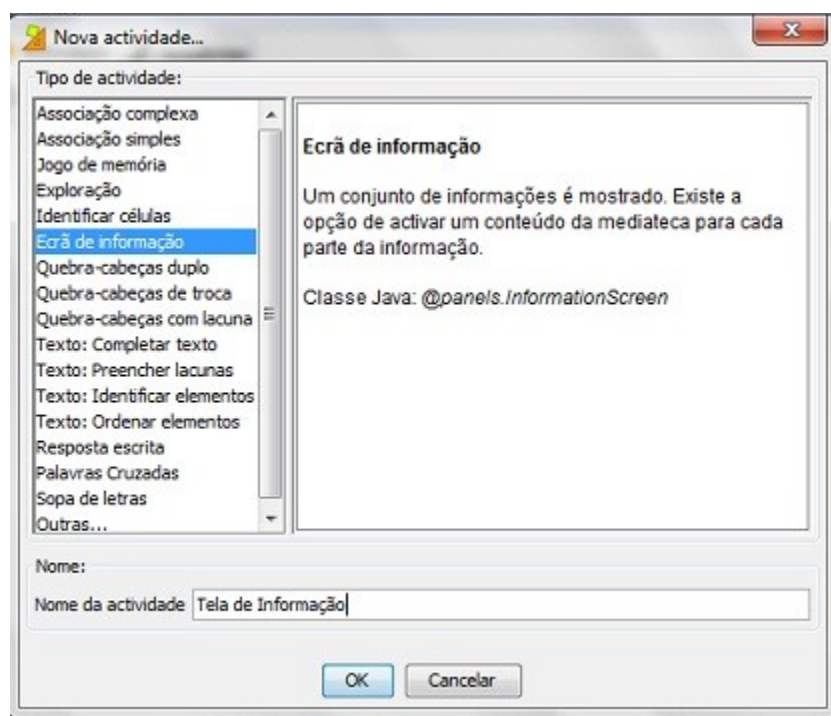 Nova actividade...
Tipo de actividade:
Associação complexa
Associação simples
Jogo de memória
Exploração
Identificar células
Ecrã de informação
Quebra-cabeças duplo
Quebra-cabeças de troca
Quebra-cabeças com lacuna
Texto: Completar texto
Texto: Preencher lacunas
Texto: Identificar elementos
Texto: Ordenar elementos
Resposta escrita
Palavras Cruzadas
Sopa de letras
Outras...
Ecrã de informação
Um conjunto de informações é mostrado. Existe a
opção de activar um conteúdo da mediateca para cada
parte da informação.
Classe Java: @panels.InformationScreen
Nome:
Nome da actividade Tela de Informação
OK Cancelar